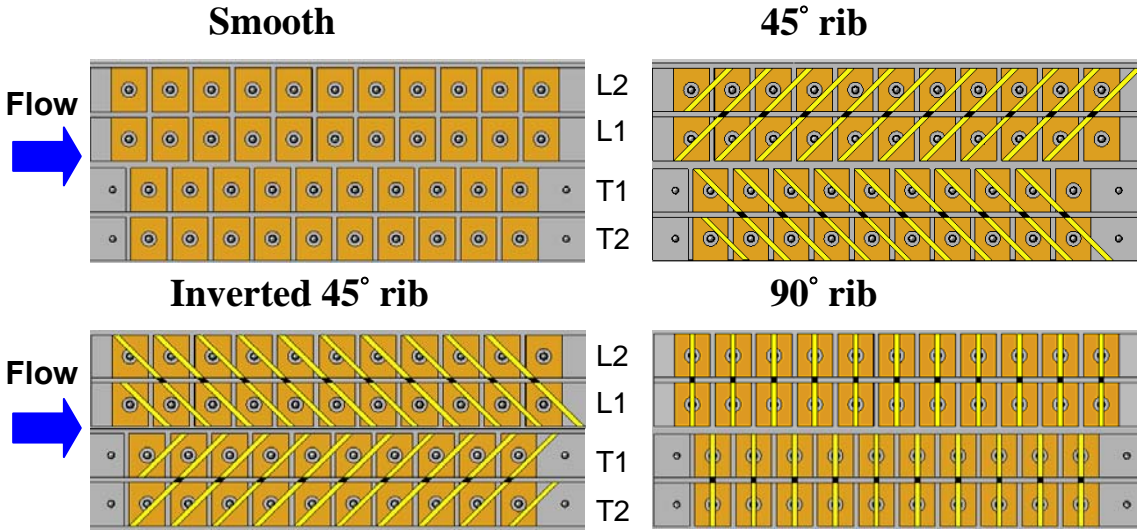 Smooth
45° rib
Flow
L2
L1
T1
T2
Inverted 45° rib
90° rib
Flow
L2
L1
T1
T2